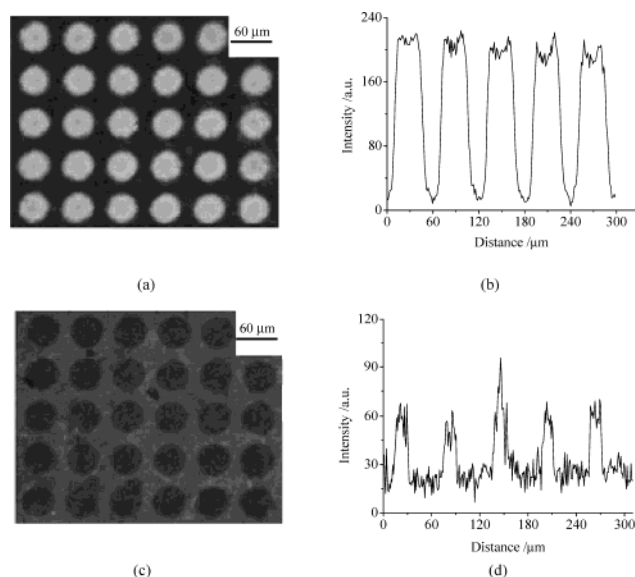 60 μm
240
160
80
0
Intensity /a.u.
0 60 120 180 240 300
Distance /μm
(a)
(b)
60 μm
120
90
60
30
0
Intensity /a.u.
0 60 120 180 240 300
Distance /μm
(c)
(d)